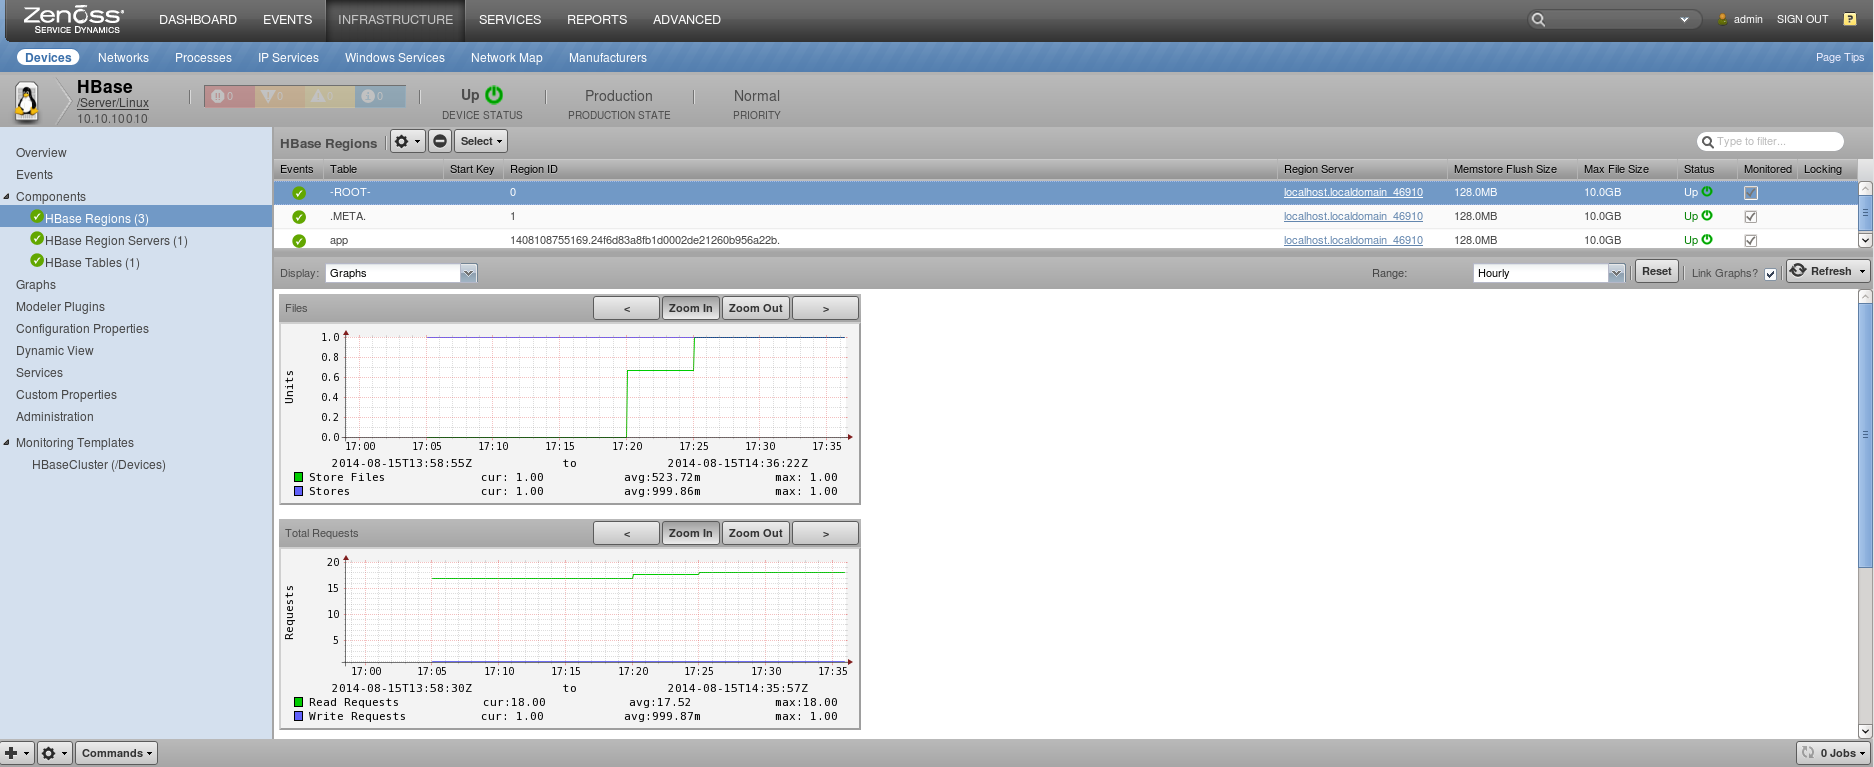 Zenoss
SERVICE DYNAMICS
DASHBOARD EVENTS INFRASTRUCTURE SERVICES REPORTS ADVANCED
admin SIGN OUT ?
Devices Networks Processes IP Services Windows Services Network Map Manufacturers Page Tips
HBase
/Server/Linux
10.10.100.10
0 0 0 0
Up
DEVICE STATUS
Production
PRODUCTION STATE
Normal
PRIORITY
Overview
Events
Components
HBase Regions (3)
HBase Region Servers (1)
HBase Tables (1)
Graphs
Modeler Plugins
Configuration Properties
Dynamic View
Services
Custom Properties
Administration
Monitoring Templates
HBaseCluster (/Devices)
HBase Regions Select Type to filter...
Events Table Start Key Region ID Region Server Memstore Flush Size Max File Size Status Monitored Locking
-ROOT- 0 localhost.localdomain_46910 128.0MB 10.0GB Up
.META. 1 localhost.localdomain_46910 128.0MB 10.0GB Up
app 1408108755169.24f6d83a8fb1d0002de21260b956a22b. localhost.localdomain_46910 128.0MB 10.0GB Up
Display: Graphs Range: Hourly Reset Link Graphs? Refresh
Files < Zoom In Zoom Out >
Units
1.0
0.8
0.6
0.4
0.2
0.0
17:00 17:05 17:10 17:15 17:20 17:25 17:30 17:35
2014-08-15T13:58:55Z to 2014-08-15T14:36:22Z
Store Files cur: 1.00 avg:523.72m max: 1.00
Stores cur: 1.00 avg:999.86m max: 1.00
Total Requests < Zoom In Zoom Out >
Requests
20
15
10
5
17:00 17:05 17:10 17:15 17:20 17:25 17:30 17:35
2014-08-15T13:58:30Z to 2014-08-15T14:35:57Z
Read Requests cur:18.00 avg:17.52 max:18.00
Write Requests cur: 1.00 avg:999.87m max: 1.00
Commands 0 Jobs